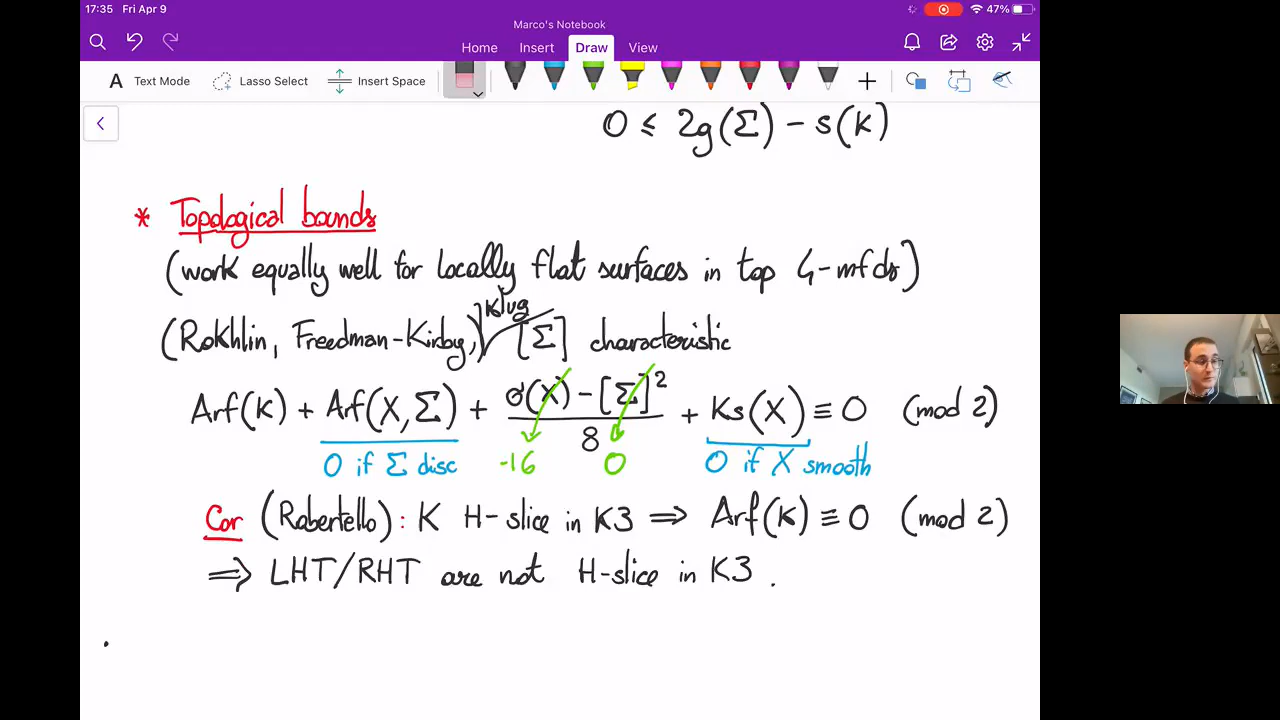 17:35 Fri Apr 9
47%
Marco's Notebook
Home Insert Draw View
A Text Mode Lasso Select Insert Space
0 ≤ 2g(Σ) - s(K)
* Topological bounds
(work equally well for locally flat surfaces in top 4-mfds)
Klug
(Rokhlin, Freedman-Kirby,) [Σ] characteristic
Arf(K) + Arf(X, Σ) + (σ(X) - [Σ]²)/8 + Ks(X) ≡ 0 (mod 2)
0 if Σ disc -16 0 0 if X smooth
Cor (Robertello): K H-slice in K3 ⟹ Arf(K) ≡ 0 (mod 2)
⟹ LHT/RHT are not H-slice in K3.